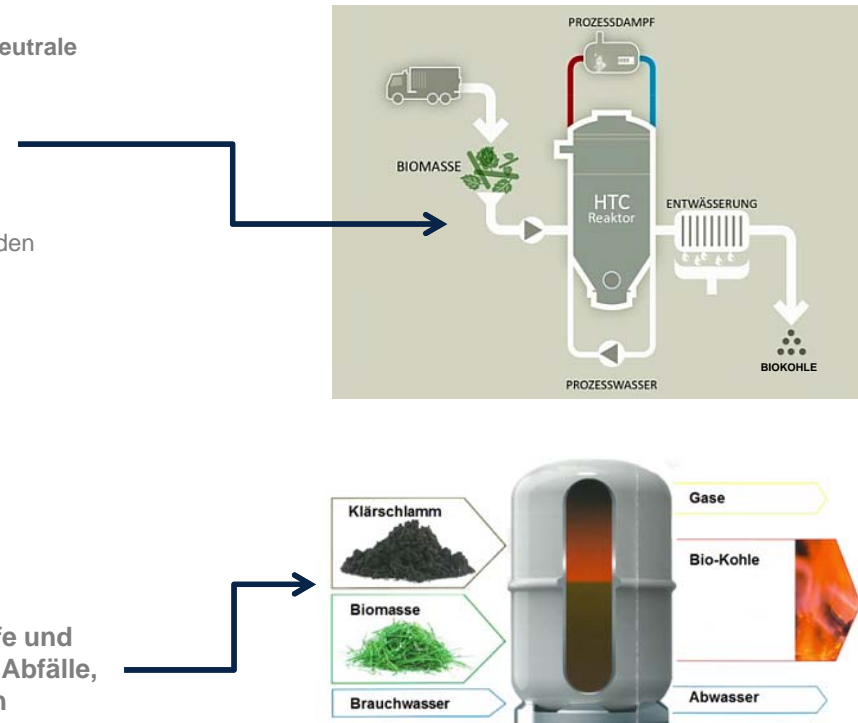 eutrale
den
PROZESSDAMPF
BIOMASSE
HTC
Reaktor
ENTWÄSSERUNG
BIOKOHLE
PROZESSWASSER
fe und
Abfälle,
n
Klärschlamm
Biomasse
Brauchwasser
Gase
Bio-Kohle
Abwasser